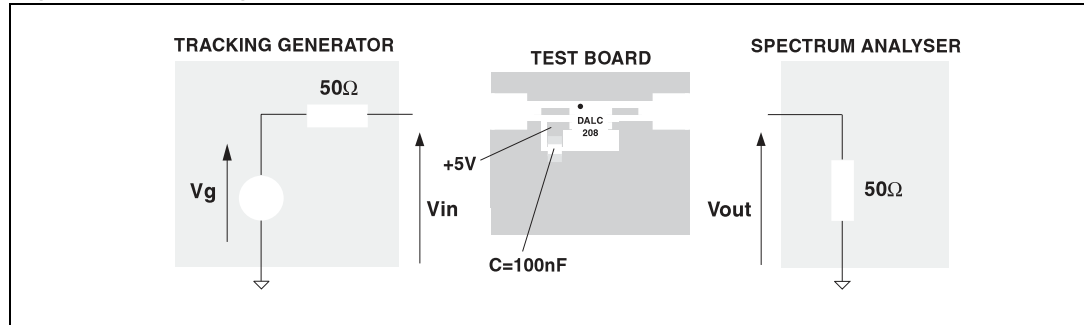 TRACKING GENERATOR
TEST BOARD
SPECTRUM ANALYSER
50Ω
DALC
208
+5V
Vg
Vin
Vout
50Ω
C=100nF